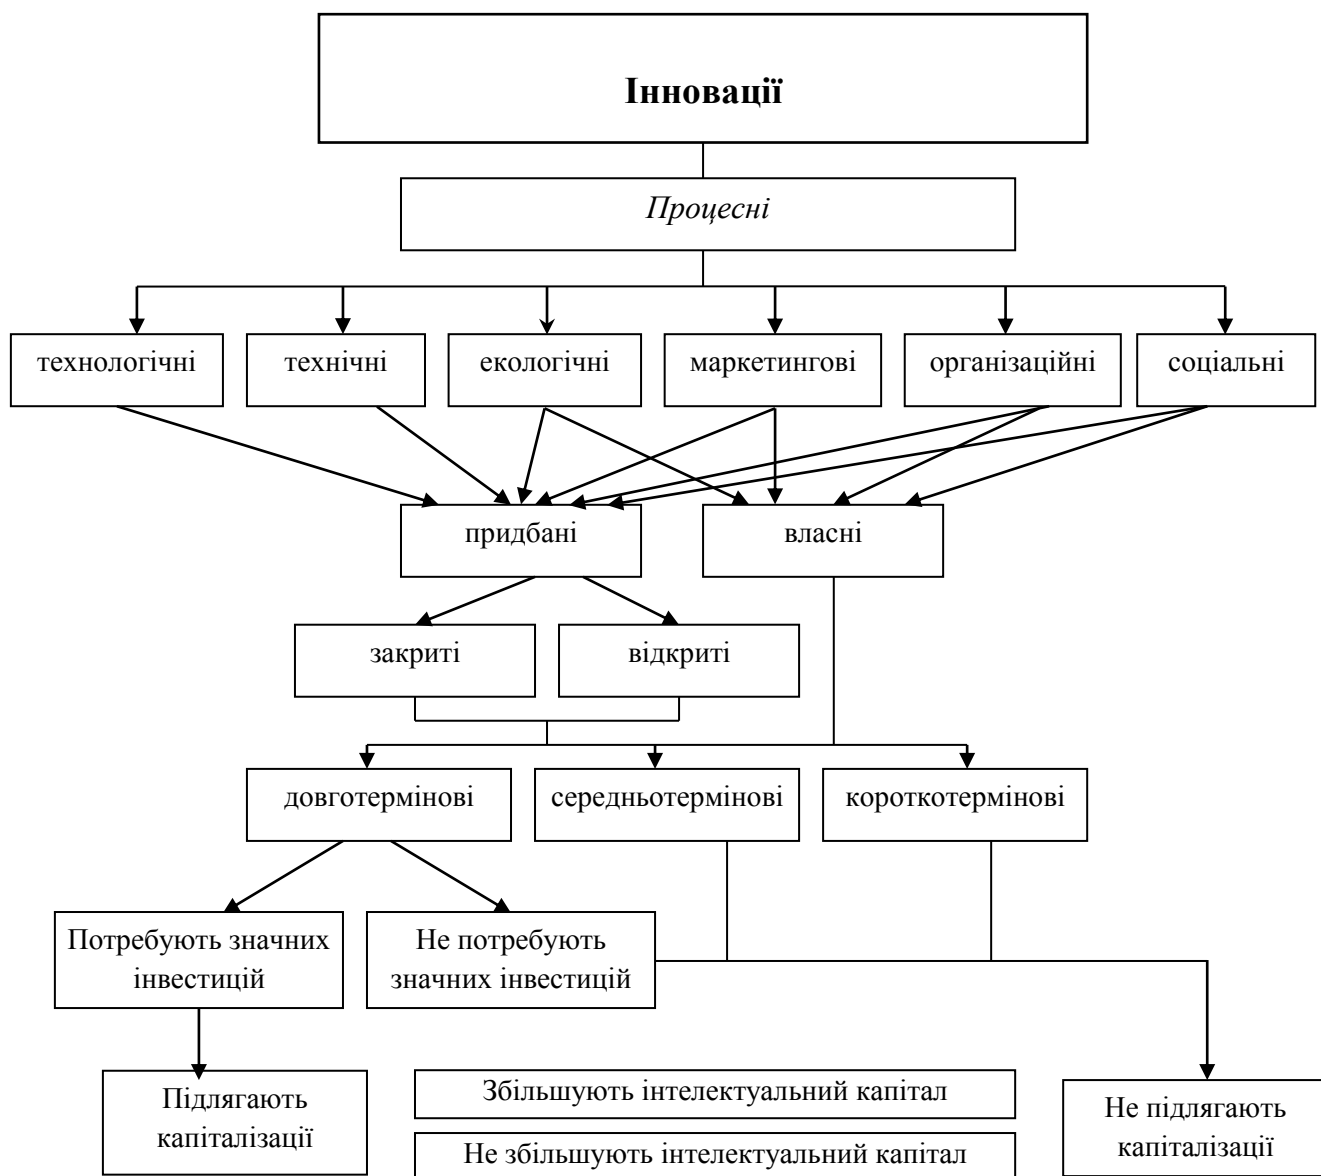 Інновації
Процесні
технологічні
технічні
екологічні
маркетингові
організаційні
соціальні
придбані
власні
закриті
відкриті
довготермінові
середньотермінові
короткотермінові
Потребують значних
інвестицій
Не потребують
значних інвестицій
Підлягають
капіталізації
Збільшують інтелектуальний капітал
Не збільшують інтелектуальний капітал
Не підлягають
капіталізації